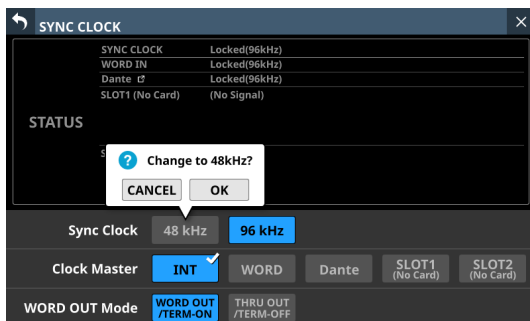 SYNC CLOCK
SYNC CLOCK Locked(96kHz)
WORD IN Locked(96kHz)
Dante Locked(96kHz)
SLOT1 (No Card) (No Signal)
STATUS
S
Change to 48kHz?
CANCEL OK
Sync Clock 48 kHz 96 kHz
Clock Master INT WORD Dante SLOT1 (No Card) SLOT2 (No Card)
WORD OUT Mode WORD OUT /TERM-ON THRU OUT /TERM-OFF